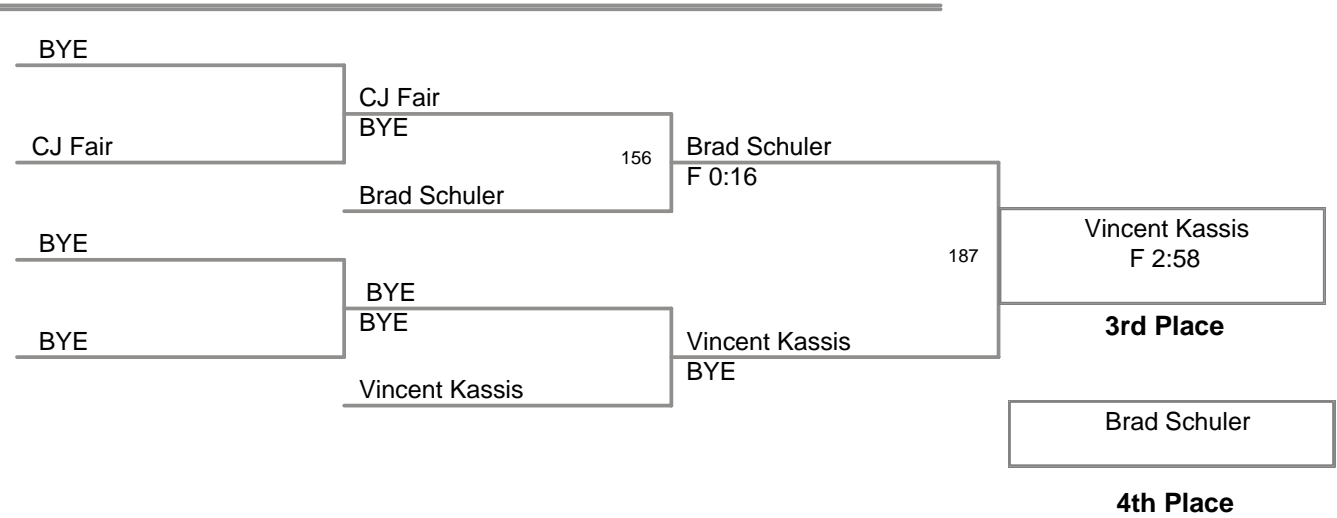 BYE
CJ Fair
BYE
CJ Fair
156
Brad Schuler
F 0:16
Brad Schuler
BYE
187
Vincent Kassis
F 2:58
BYE
BYE
3rd Place
BYE
Vincent Kassis
BYE
Vincent Kassis
Brad Schuler
4th Place